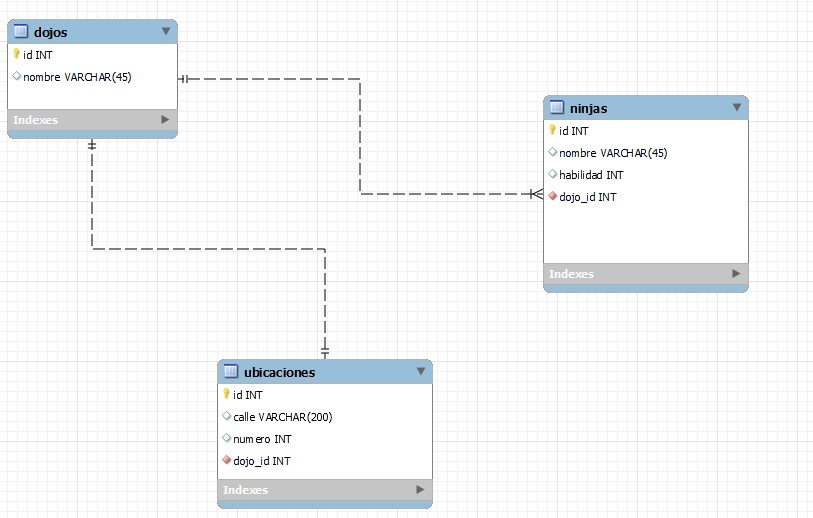 dojos
id INT
nombre VARCHAR(45)
Indexes
ninjas
id INT
nombre VARCHAR(45)
habilidad INT
dojo_id INT
Indexes
ubicaciones
id INT
calle VARCHAR(200)
numero INT
dojo_id INT
Indexes